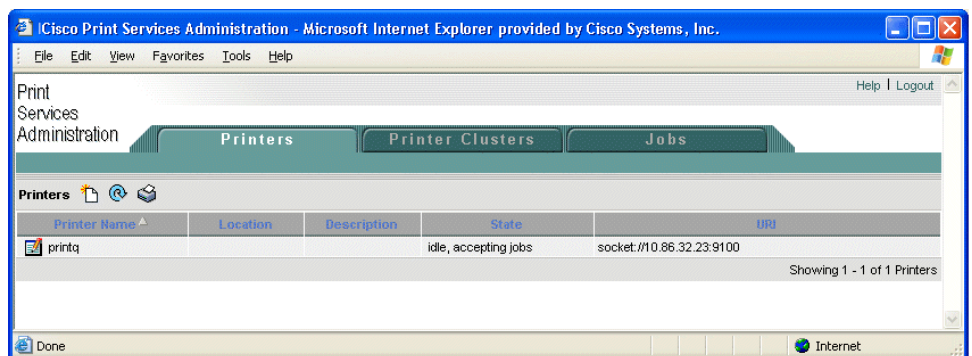 Cisco Print Services Administration - Microsoft Internet Explorer provided by Cisco Systems, Inc.
File Edit View Favorites Tools Help
Help | Logout
Print
Services
Administration
Printers Printer Clusters Jobs
Printers
Printer Name Location Description State URI
printq idle, accepting jobs socket://10.86.32.23:9100
Showing 1 - 1 of 1 Printers
Done Internet